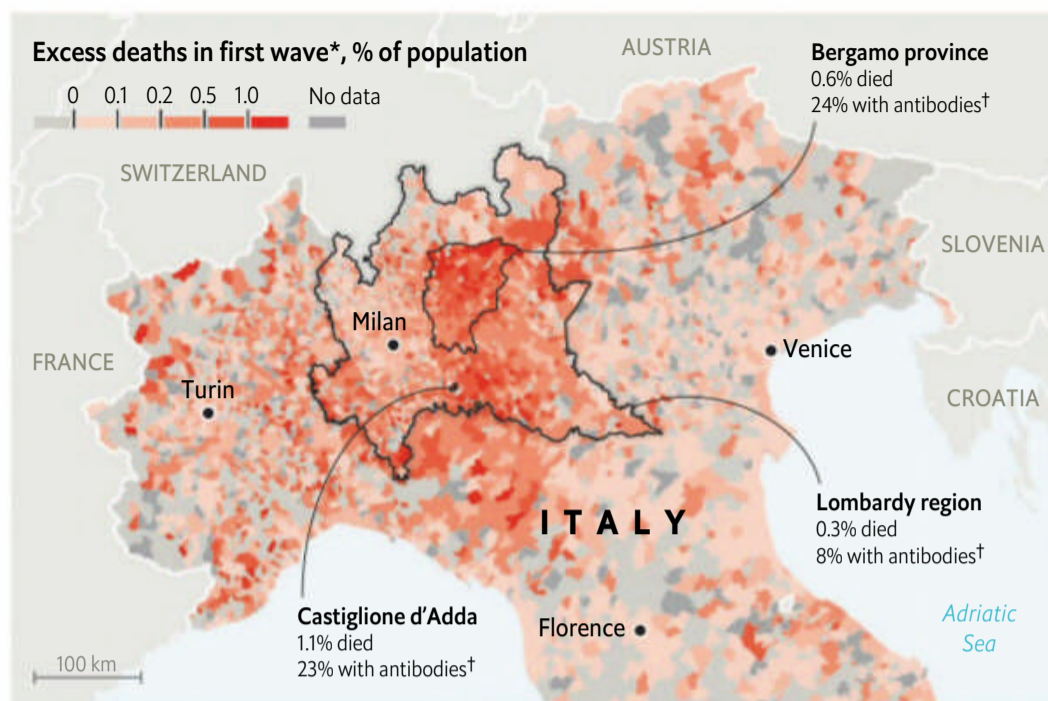 Excess deaths in first wave*, % of population
0 0.1 0.2 0.5 1.0 No data
AUSTRIA
Bergamo province
0.6% died
24% with antibodies†
SWITZERLAND
SLOVENIA
Milan
Venice
FRANCE
Turin
CROATIA
Lombardy region
0.3% died
8% with antibodies†
ITALY
Castiglione d'Adda
1.1% died
23% with antibodies†
Florence
Adriatic
Sea
100 km